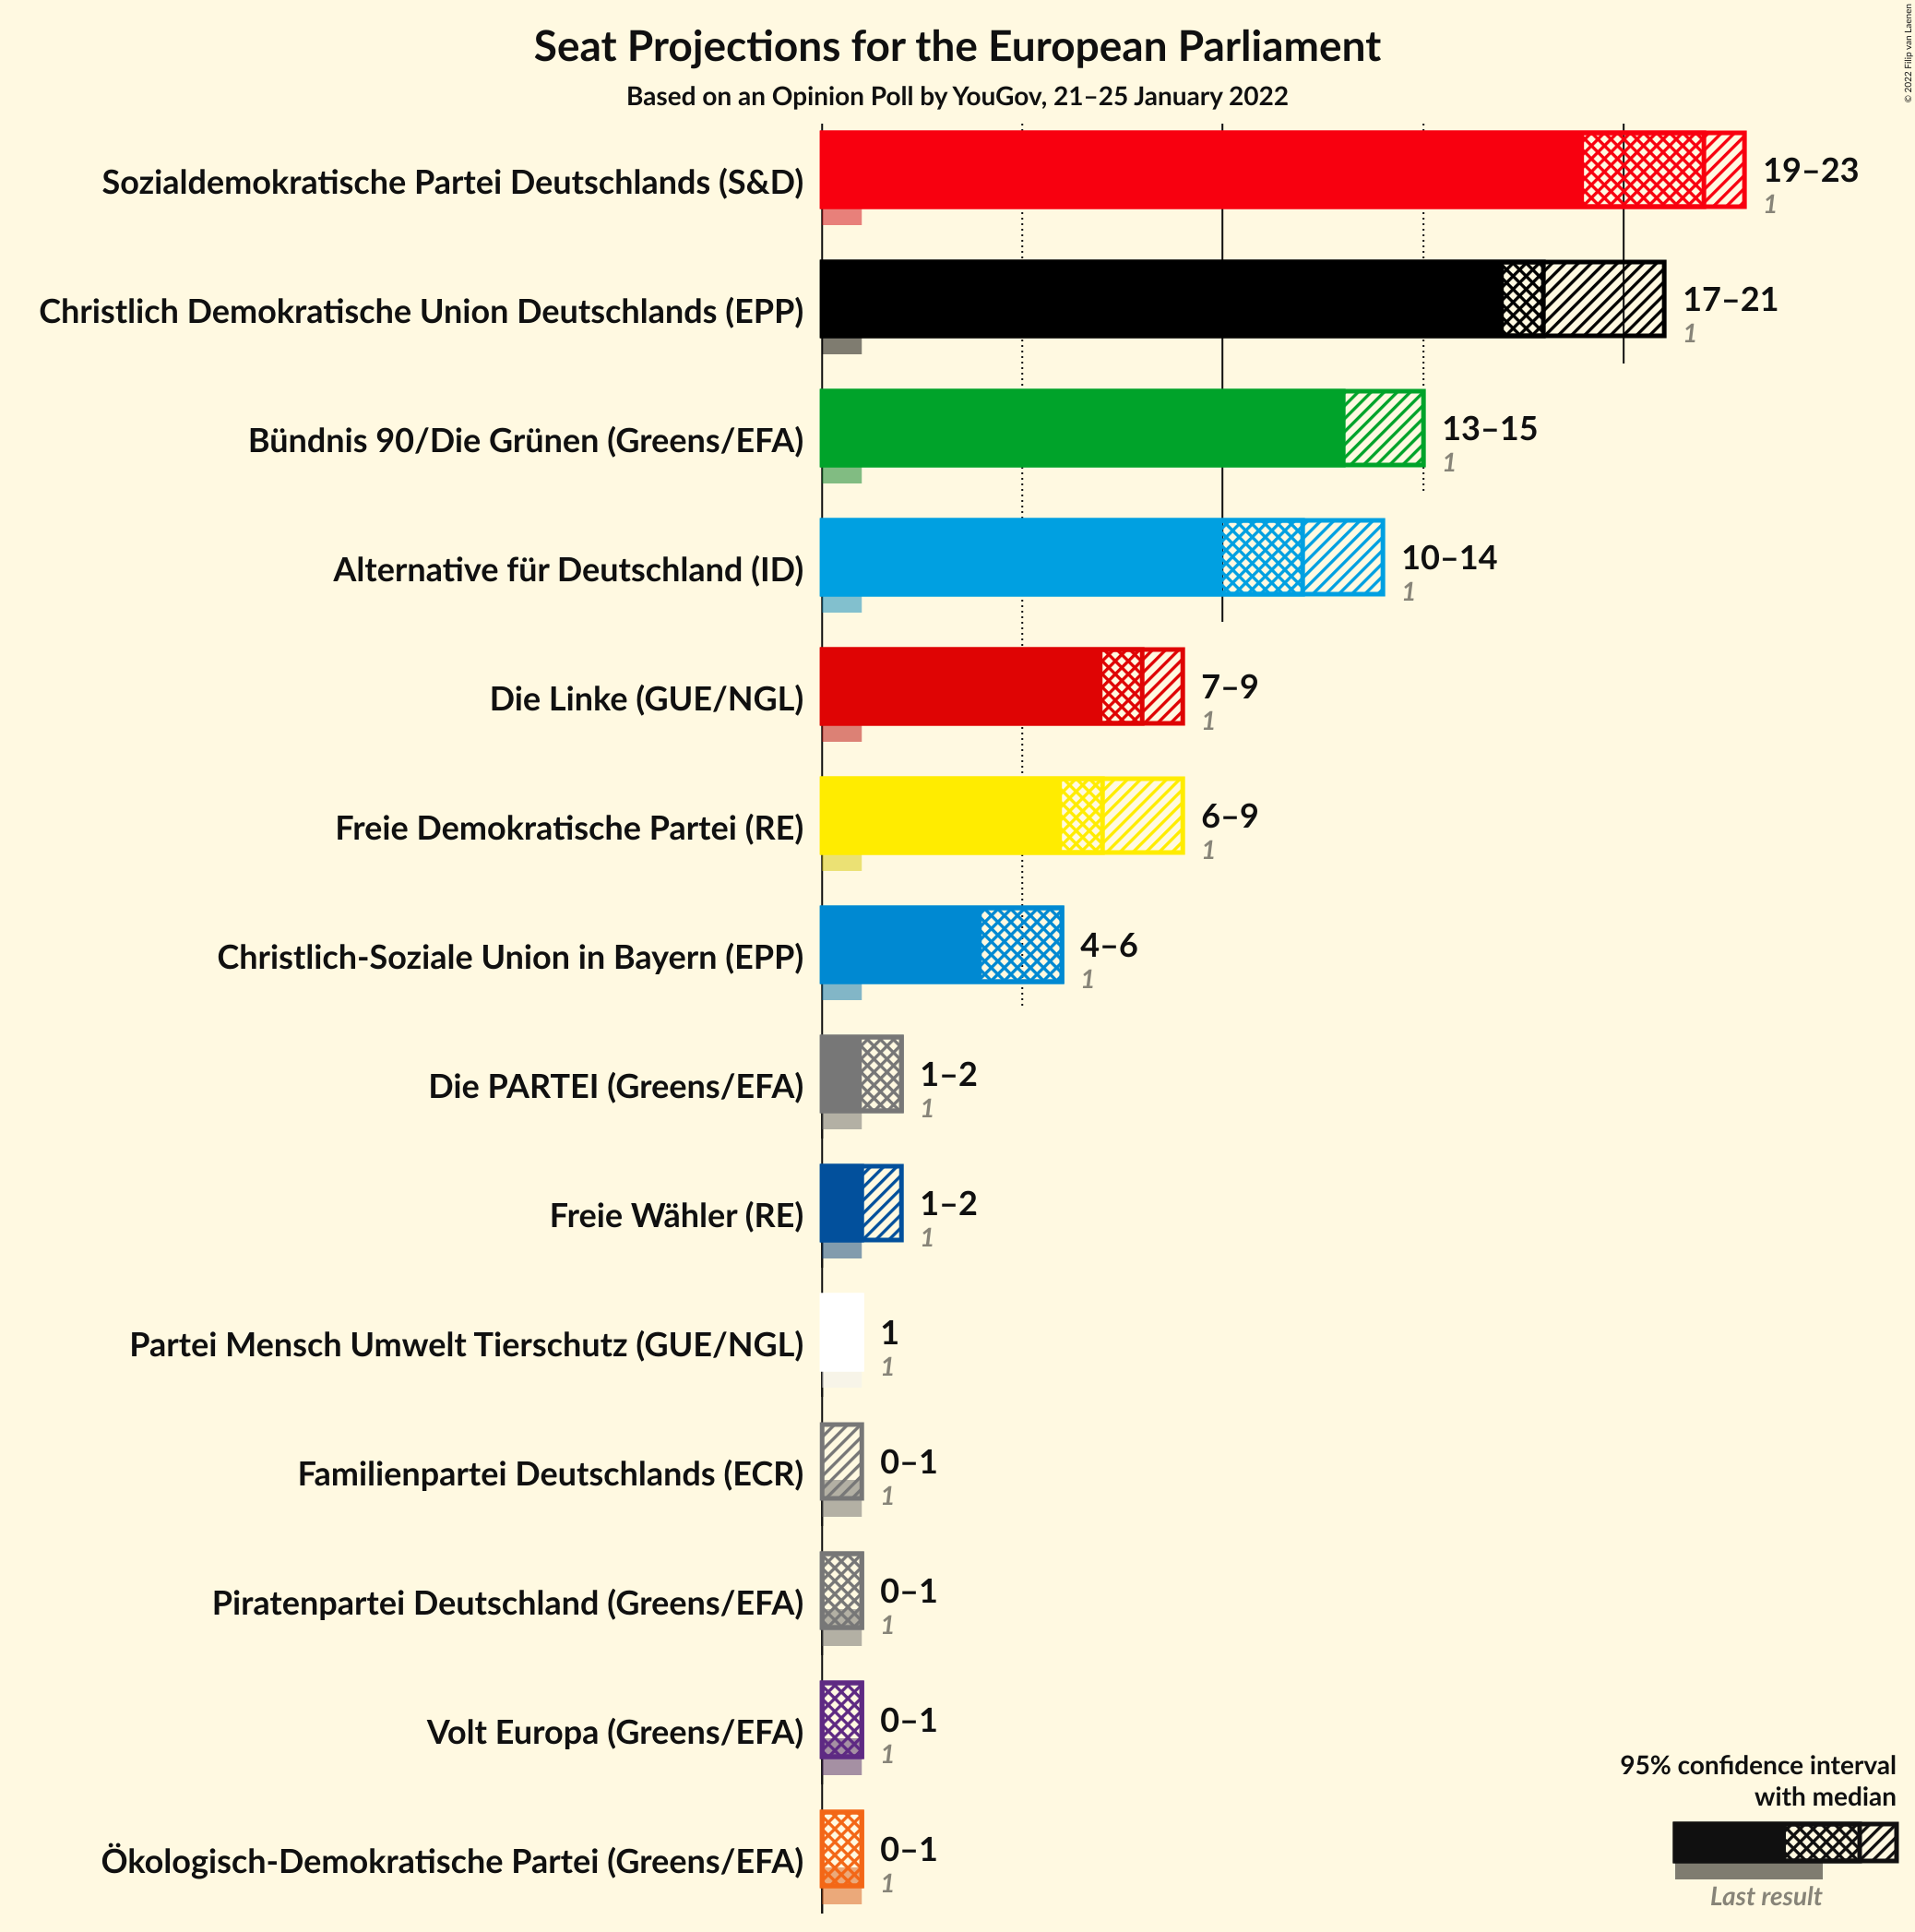 Seat Projections for the European Parliament
Based on an Opinion Poll by YouGov, 21–25 January 2022
© 2022 Filip van Laenen
Sozialdemokratische Partei Deutschlands (S&D)
19–23
1
Christlich Demokratische Union Deutschlands (EPP)
17–21
1
Bündnis 90/Die Grünen (Greens/EFA)
13–15
1
Alternative für Deutschland (ID)
10–14
1
Die Linke (GUE/NGL)
7–9
1
Freie Demokratische Partei (RE)
6–9
1
Christlich-Soziale Union in Bayern (EPP)
4–6
1
Die PARTEI (Greens/EFA)
1–2
1
Freie Wähler (RE)
1–2
1
Partei Mensch Umwelt Tierschutz (GUE/NGL)
1
1
Familienpartei Deutschlands (ECR)
0–1
1
Piratenpartei Deutschland (Greens/EFA)
0–1
1
Volt Europa (Greens/EFA)
0–1
1
Ökologisch-Demokratische Partei (Greens/EFA)
0–1
1
95% confidence interval
with median
Last result